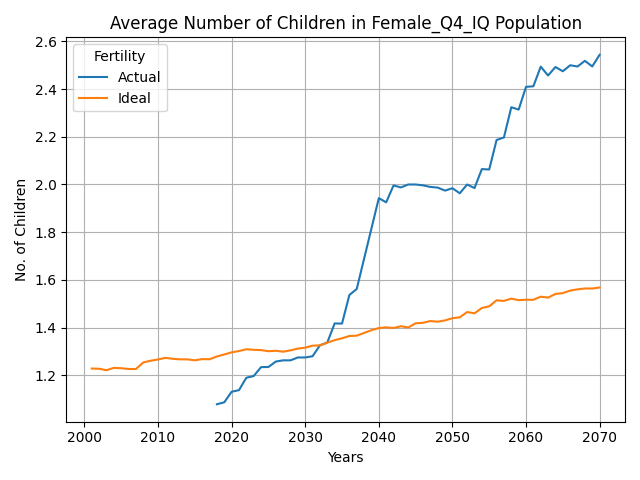 Average Number of Children in Female_Q4_IQ Population
Fertility
Actual
Ideal
No. of Children
2.6
2.4
2.2
2.0
1.8
1.6
1.4
1.2
2000 2010 2020 2030 2040 2050 2060 2070
Years